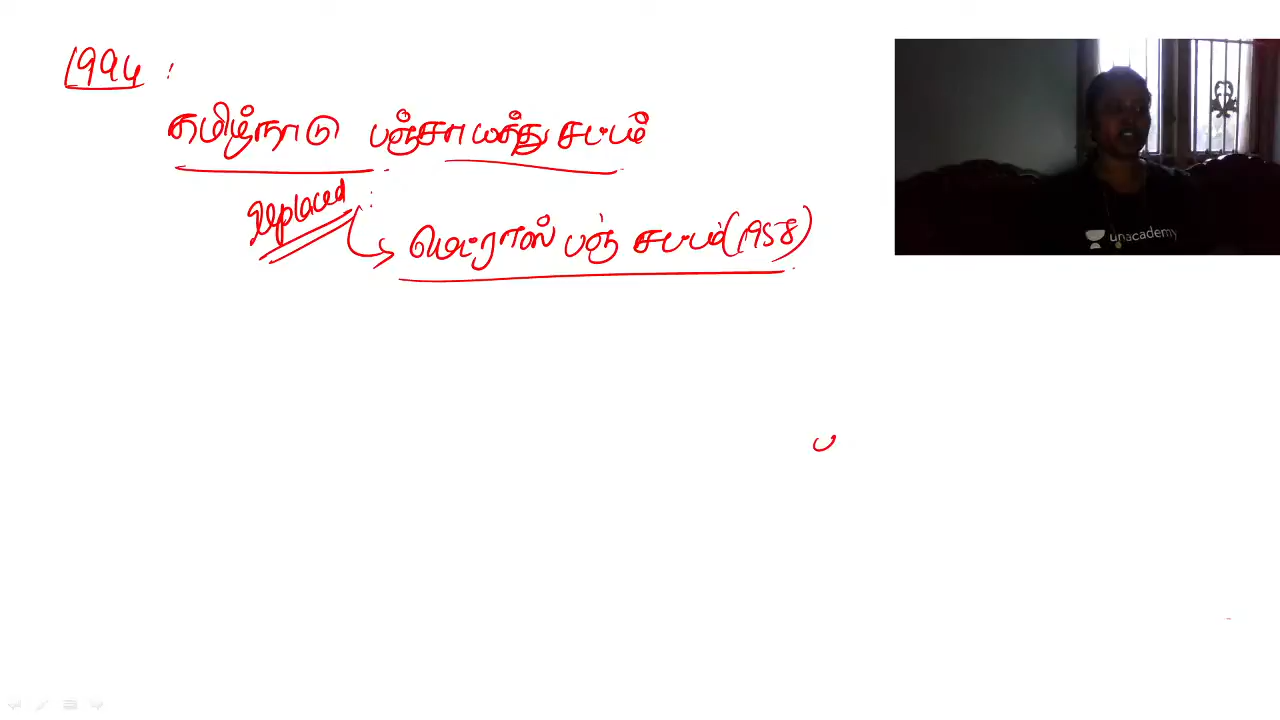 1994 :
தமிழ்நாடு பஞ்சாயத்து சட்டம்
Replaced :
மெட்ராஸ் பஞ் சட்டம் (1958)
unacademy
ப